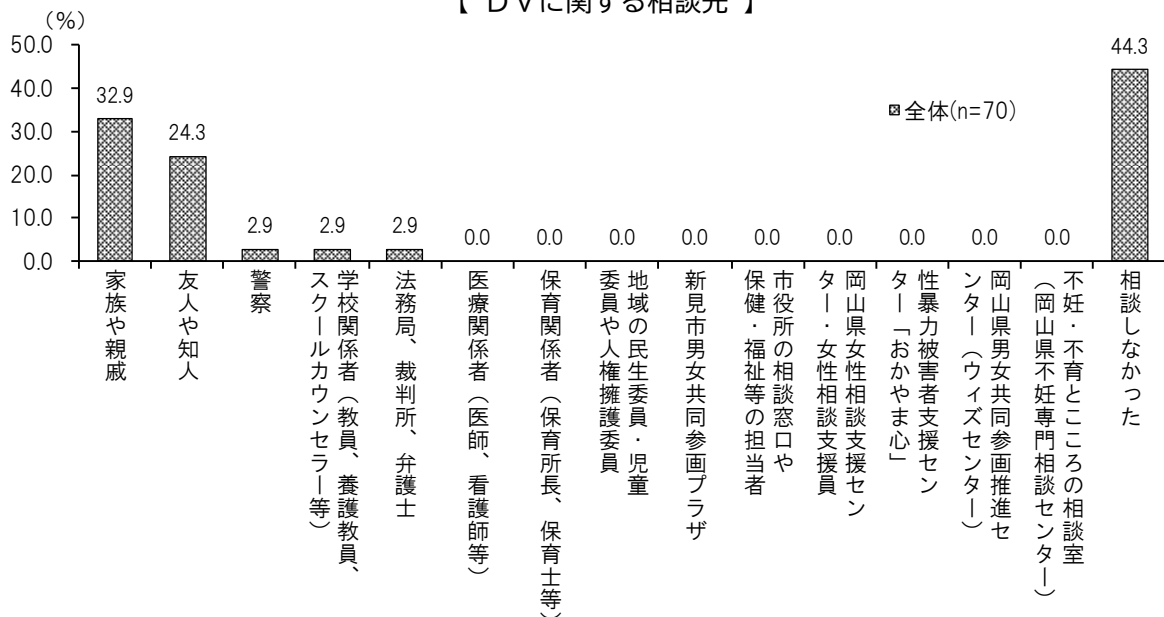 【 ＤＶに関する相談先 】
（%）
50.0
40.0
30.0
20.0
10.0
0.0
全体(n=70)
32.9
24.3
2.9
2.9
2.9
0.0
0.0
0.0
0.0
0.0
0.0
0.0
0.0
0.0
44.3
家族や親戚
友人や知人
警察
学校関係者（教員、養護教員、
スクールカウンセラー等）
法務局、裁判所、弁護士
医療関係者（医師、看護師等）
保育関係者（保育所長、保育士等）
地域の民生委員・児童
委員や人権擁護委員
新見市男女共同参画プラザ
市役所の相談窓口や
保健・福祉等の担当者
岡山県女性相談支援セン
ター・女性相談支援員
性暴力被害者支援セン
ター「おかやま心」
岡山県男女共同参画推進セ
ンター（ウィズセンター）
不妊・不育とこころの相談室
（岡山県不妊専門相談センター）
相談しなかった